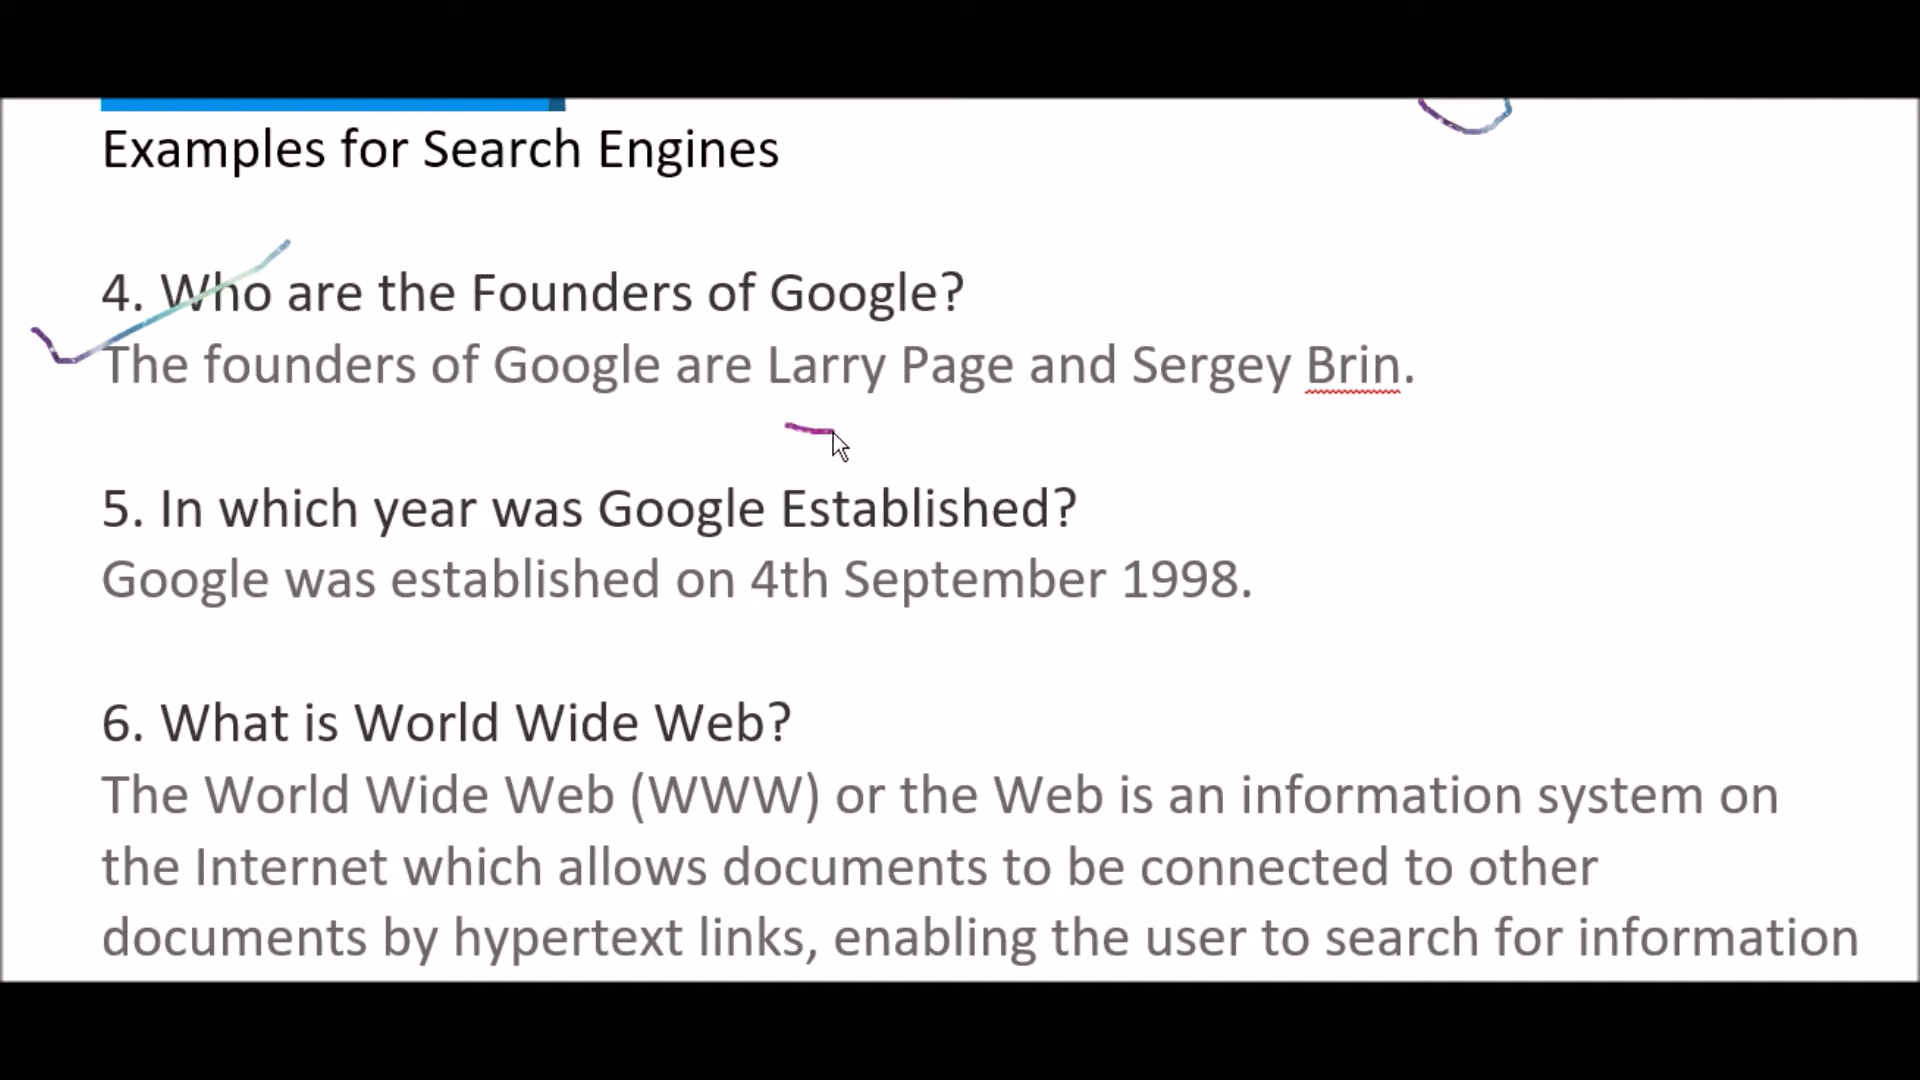 Examples for Search Engines
4. Who are the Founders of Google?
The founders of Google are Larry Page and Sergey Brin.
5. In which year was Google Established?
Google was established on 4th September 1998.
6. What is World Wide Web?
The World Wide Web (WWW) or the Web is an information system on
the Internet which allows documents to be connected to other
documents by hypertext links, enabling the user to search for information